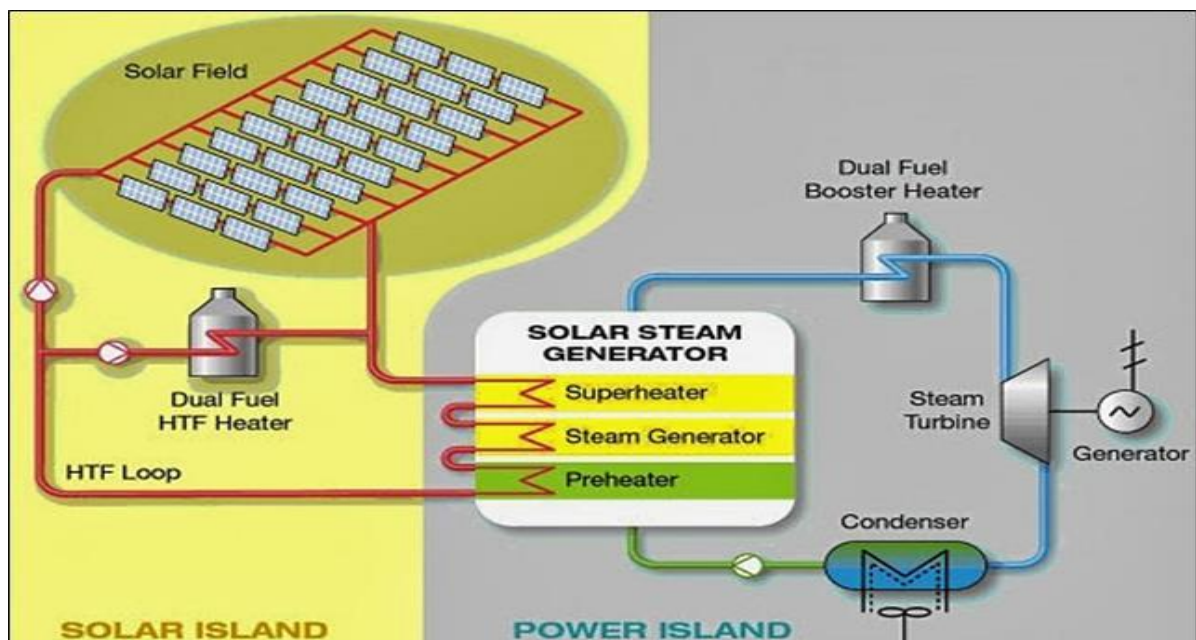 Solar Field
Dual Fuel
Booster Heater
SOLAR STEAM
GENERATOR
Superheater
Steam Generator
Preheater
Dual Fuel
HTF Heater
HTF Loop
Steam
Turbine
Generator
Condenser
SOLAR ISLAND
POWER ISLAND